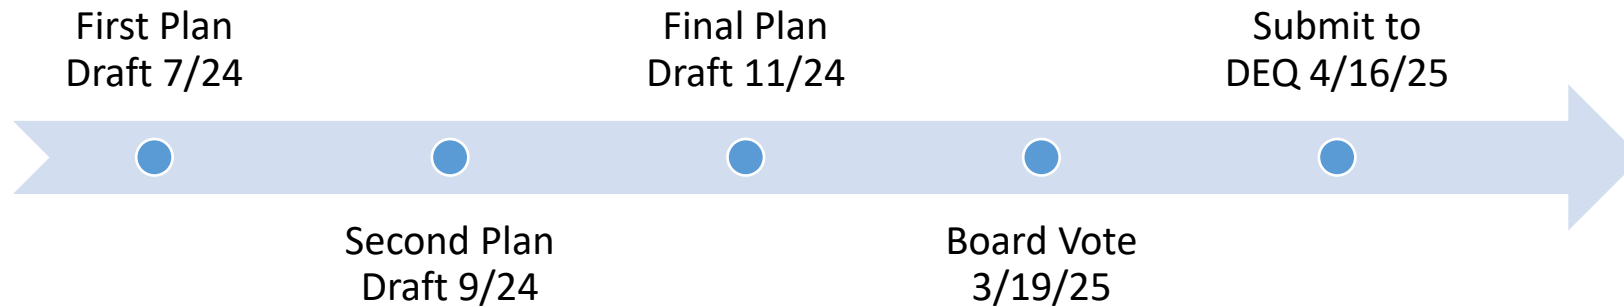 First Plan
Draft 7/24
Second Plan
Draft 9/24
Final Plan
Draft 11/24
Board Vote
3/19/25
Submit to
DEQ 4/16/25